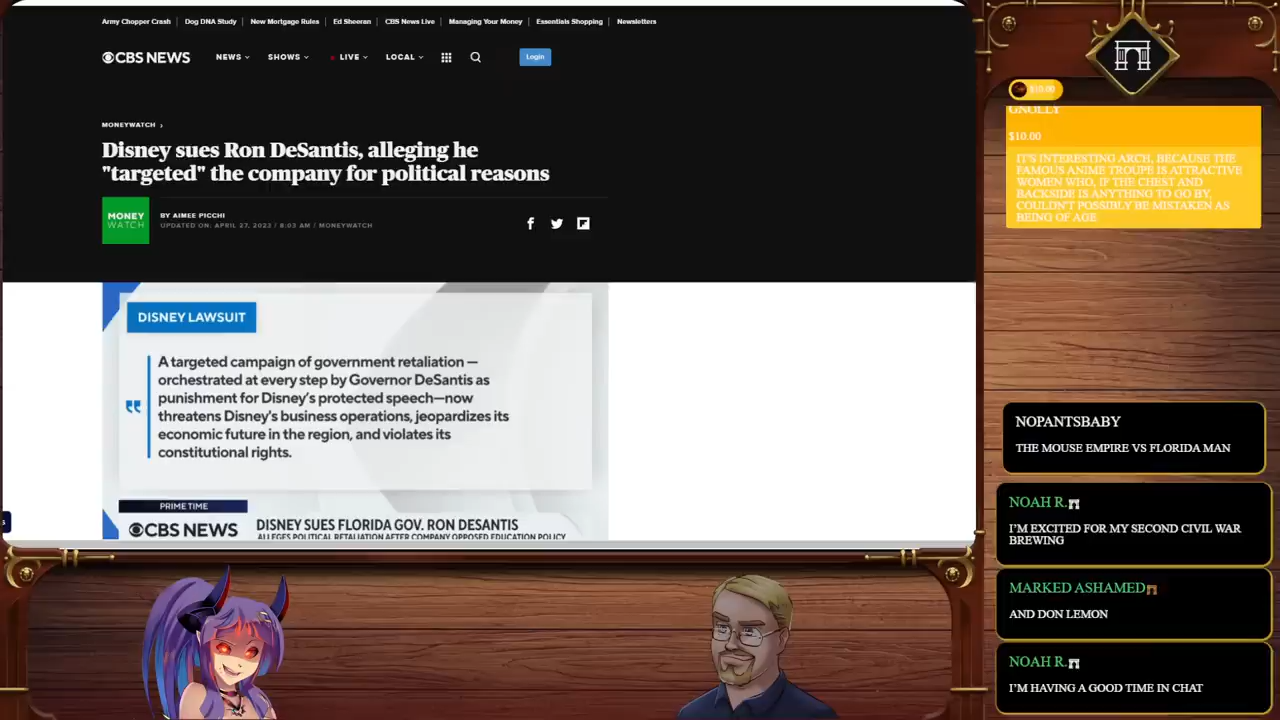 Army Chopper Crash
Dog DNA Study
New Mortgage Rules
Ed Sheeran
CBS News Live
Managing Your Money
Essentials Shopping
Newsletters
CBS NEWS
NEWS
SHOWS
LIVE
LOCAL
Login
MONEYWATCH ›
Disney sues Ron DeSantis, alleging he
"targeted" the company for political reasons
MONEY
WATCH
BY AIMEE PICCHI
UPDATED ON: APRIL 27, 2023 / 8:03 AM / MONEYWATCH
DISNEY LAWSUIT
A targeted campaign of government retaliation —
orchestrated at every step by Governor DeSantis as
punishment for Disney's protected speech—now
threatens Disney's business operations, jeopardizes its
economic future in the region, and violates its
constitutional rights.
PRIME TIME
CBS NEWS
DISNEY SUES FLORIDA GOV. RON DESANTIS
ALLEGES POLITICAL RETALIATION AFTER COMPANY OPPOSED EDUCATION POLICY
$10.00
GNOLLY
$10.00
IT'S INTERESTING ARCH, BECAUSE THE
FAMOUS ANIME TROUPE IS ATTRACTIVE
WOMEN WHO, IF THE CHEST AND
BACKSIDE IS ANYTHING TO GO BY,
COULDN'T POSSIBLY BE MISTAKEN AS
BEING OF AGE
NOPANTSBABY
THE MOUSE EMPIRE VS FLORIDA MAN
NOAH R.
I'M EXCITED FOR MY SECOND CIVIL WAR
BREWING
MARKED ASHAMED
AND DON LEMON
NOAH R.
I'M HAVING A GOOD TIME IN CHAT